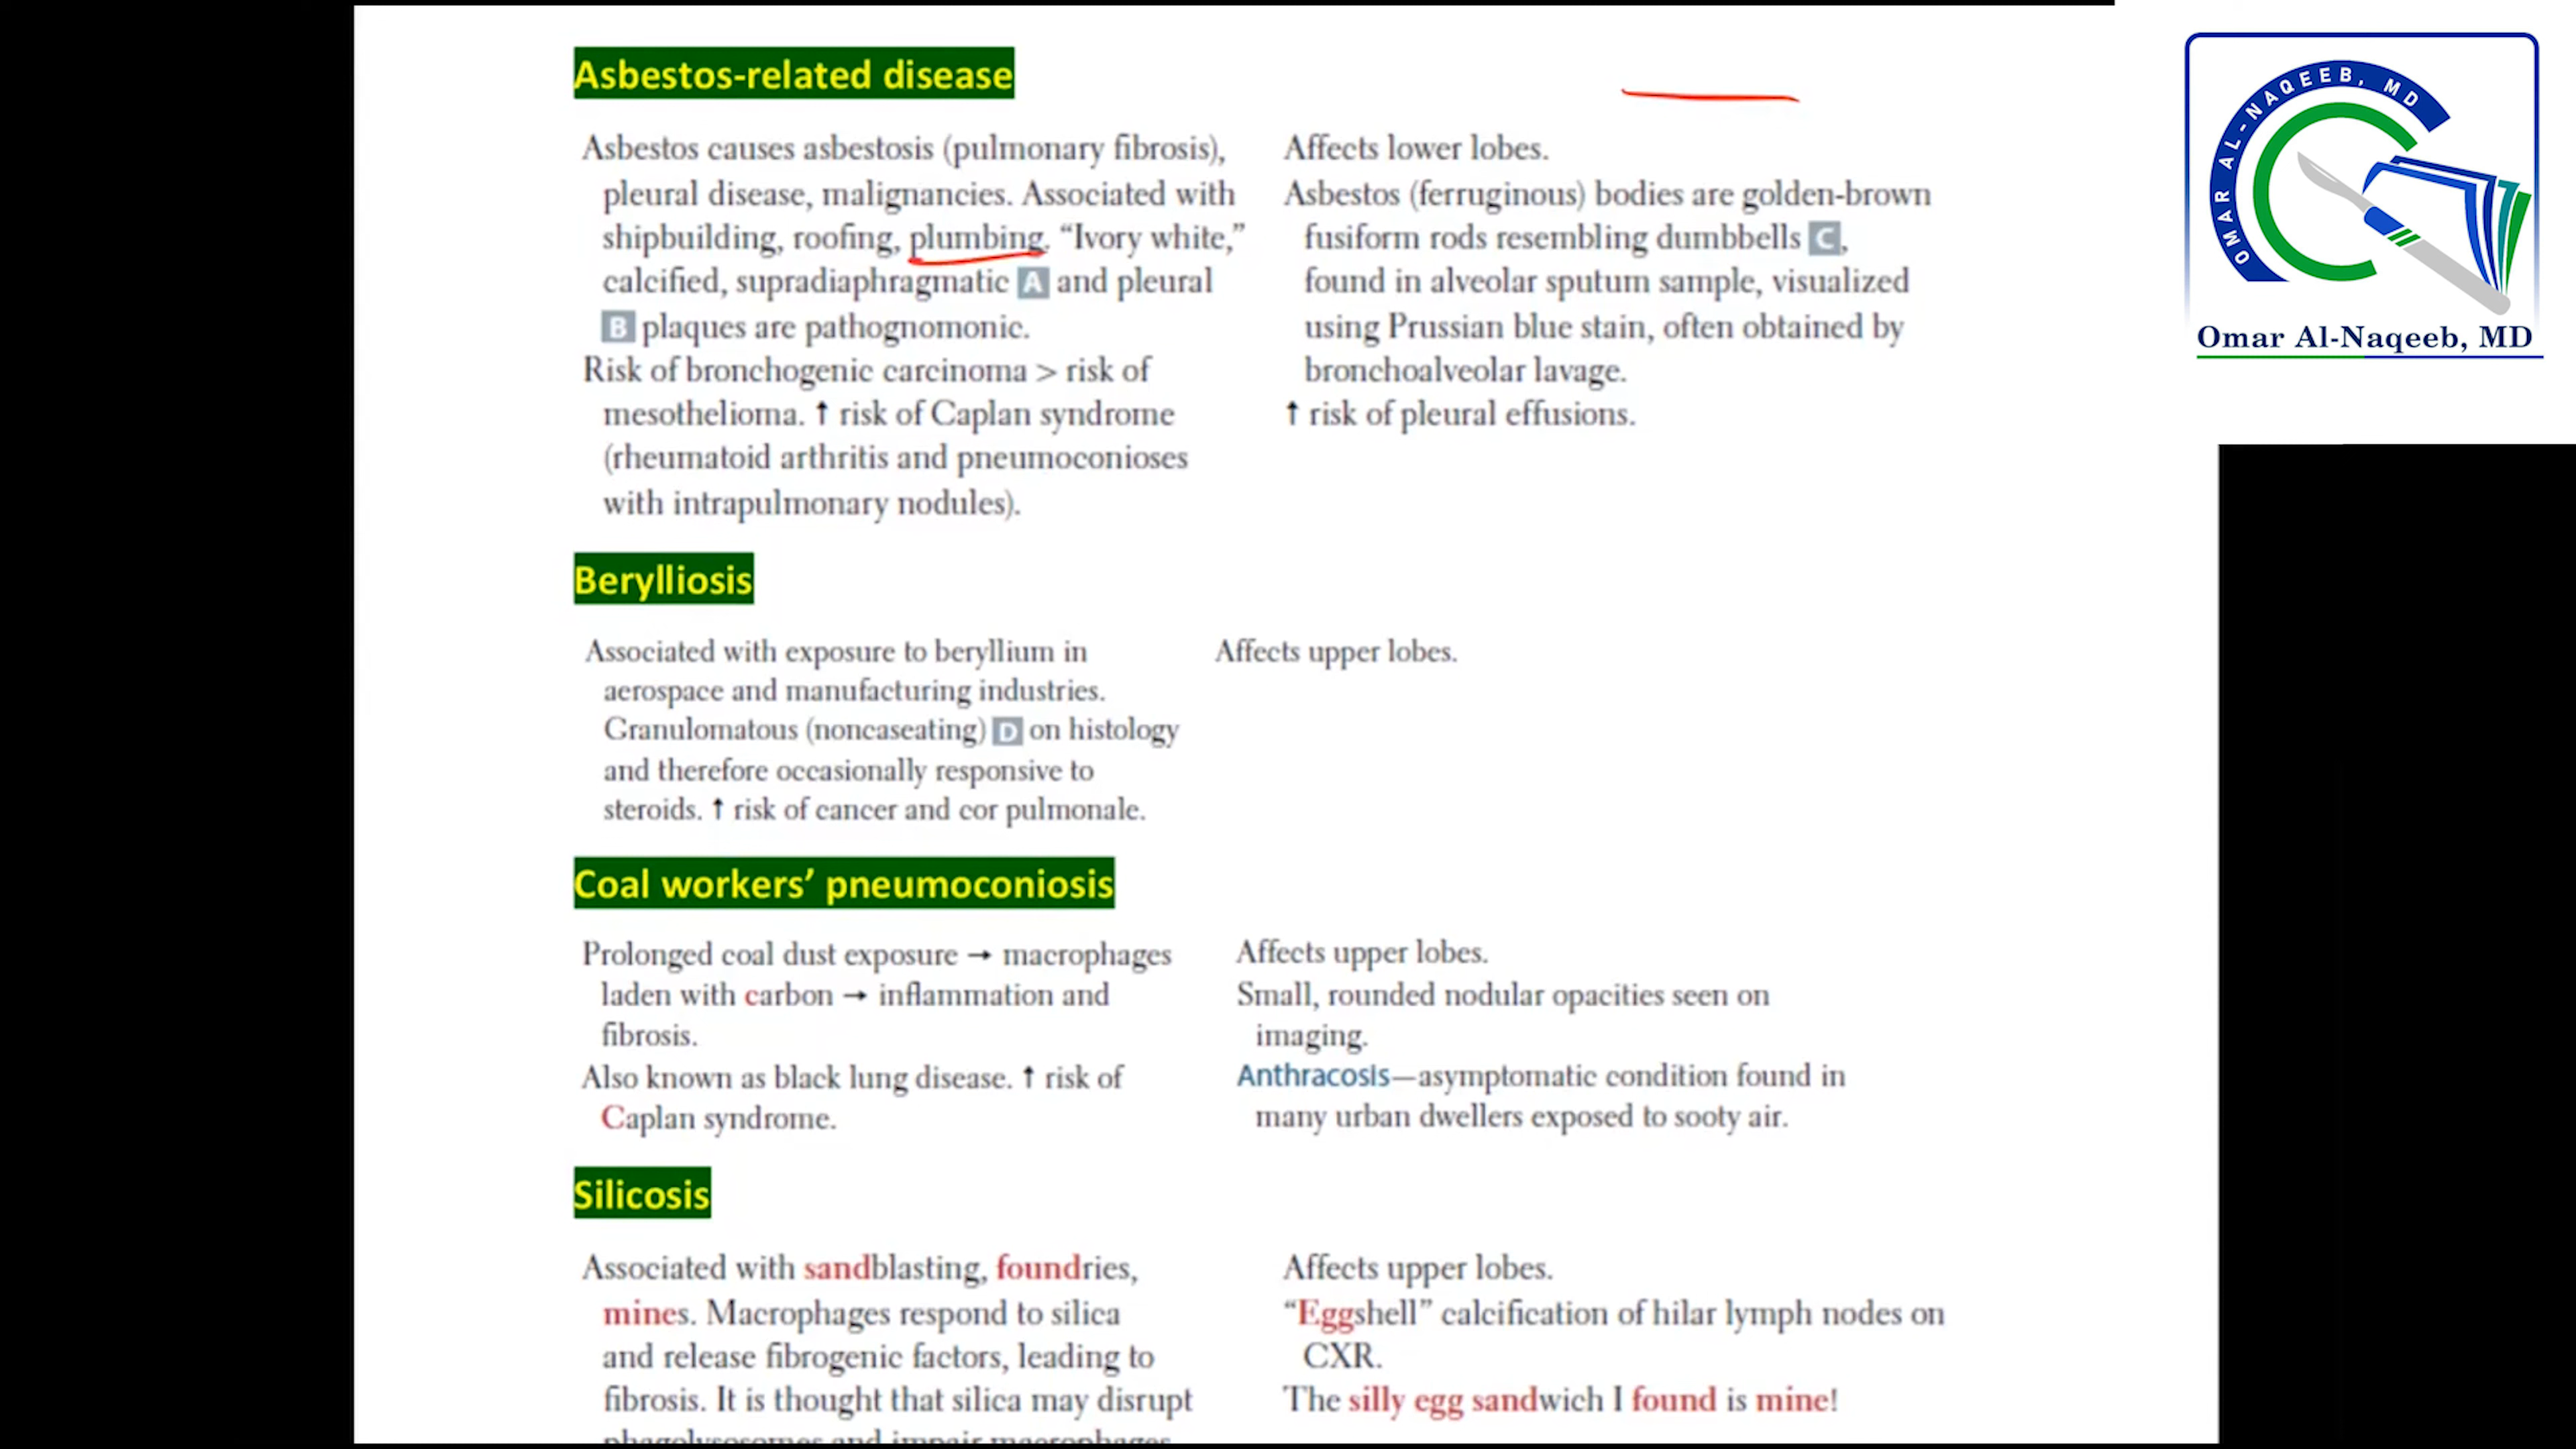 Asbestos-related disease
Asbestos causes asbestosis (pulmonary fibrosis),
pleural disease, malignancies. Associated with
shipbuilding, roofing, plumbing. “Ivory white,”
calcified, supradiaphragmatic A and pleural
B plaques are pathognomonic.
Risk of bronchogenic carcinoma > risk of
mesothelioma. ↑ risk of Caplan syndrome
(rheumatoid arthritis and pneumoconioses
with intrapulmonary nodules).
Affects lower lobes.
Asbestos (ferruginous) bodies are golden-brown
fusiform rods resembling dumbbells C,
found in alveolar sputum sample, visualized
using Prussian blue stain, often obtained by
bronchoalveolar lavage.
↑ risk of pleural effusions.
Berylliosis
Associated with exposure to beryllium in
aerospace and manufacturing industries.
Granulomatous (noncaseating) D on histology
and therefore occasionally responsive to
steroids. ↑ risk of cancer and cor pulmonale.
Affects upper lobes.
Coal workers’ pneumoconiosis
Prolonged coal dust exposure → macrophages
laden with carbon → inflammation and
fibrosis.
Also known as black lung disease. ↑ risk of
Caplan syndrome.
Affects upper lobes.
Small, rounded nodular opacities seen on
imaging.
Anthracosis—asymptomatic condition found in
many urban dwellers exposed to sooty air.
Silicosis
Associated with sandblasting, foundries,
mines. Macrophages respond to silica
and release fibrogenic factors, leading to
fibrosis. It is thought that silica may disrupt
phagolysosomes and impair macrophages
Affects upper lobes.
“Eggshell” calcification of hilar lymph nodes on
CXR.
The silly egg sandwich I found is mine!
OMAR AL-NAQEEB, MD
Omar Al-Naqeeb, MD